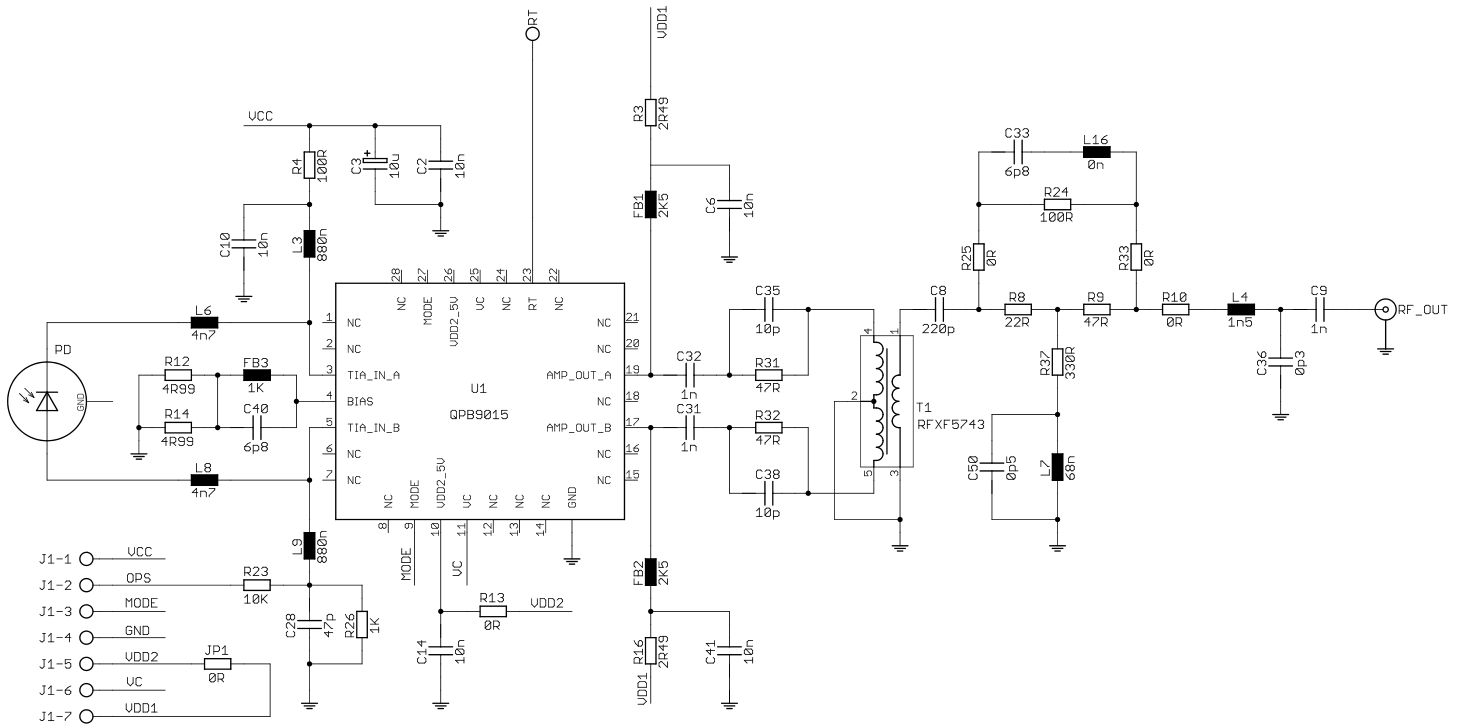 RT
VDD1
R3
2R49
VCC
R4
100R
C3
+
10u
C2
10n
C10
10n
L3
880n
FB1
2K5
C6
10n
C33
6p8
L16
0n
R24
100R
R25
0R
R33
0R
28
27
26
25
24
23
22
NC
MODE
VDD2_5V
VC
NC
RT
NC
L6
4n7
PD
GND
R12
4R99
FB3
1K
R14
4R99
C40
6p8
L8
4n7
1 NC
2 NC
3 TIA_IN_A
4 BIAS
5 TIA_IN_B
6 NC
7 NC
U1
QPB9015
NC 21
NC 20
AMP_OUT_A 19
NC 18
AMP_OUT_B 17
NC 16
NC 15
NC
MODE
VDD2_5V
VC
NC
NC
NC
GND
8
9
10
11
12
13
14
C35
10p
C32
1n
R31
47R
C31
1n
R32
47R
C38
10p
4
1
2
5
3
T1
RFXF5743
C8
220p
R8
22R
R9
47R
R10
0R
L4
1n5
C9
1n
RF_OUT
R37
330R
C36
0p3
C50
0p5
L7
68n
L9
880n
MODE
VC
FB2
2K5
J1-1 VCC
J1-2 OPS
J1-3 MODE
J1-4 GND
J1-5 VDD2
J1-6 VC
J1-7 VDD1
JP1
0R
R23
10K
C28
47p
R26
1K
R13
0R
VDD2
C14
10n
R16
2R49
VDD1
C41
10n